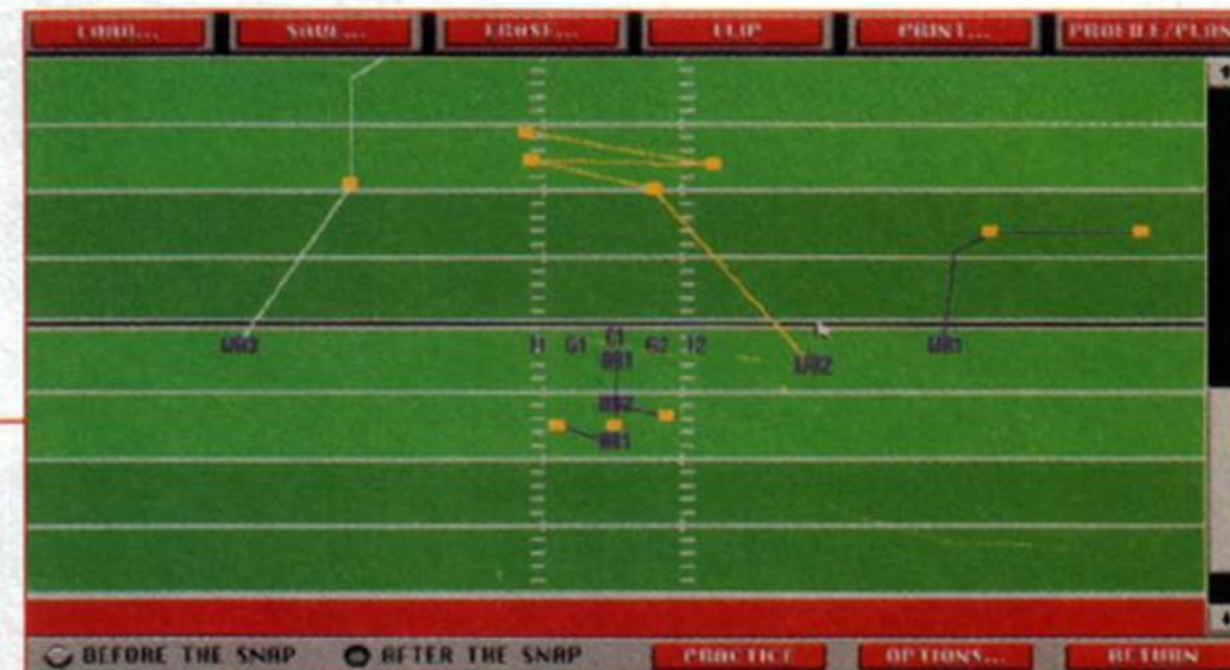 LOAD... SAVE... ERASE... FLIP PRINT... PROFILE/PLAN
WR3 G1 C1 G2 T2 WR2 WR1
QB1
RB2
RB1
BEFORE THE SNAP AFTER THE SNAP PRACTICE OPTIONS... RETURN